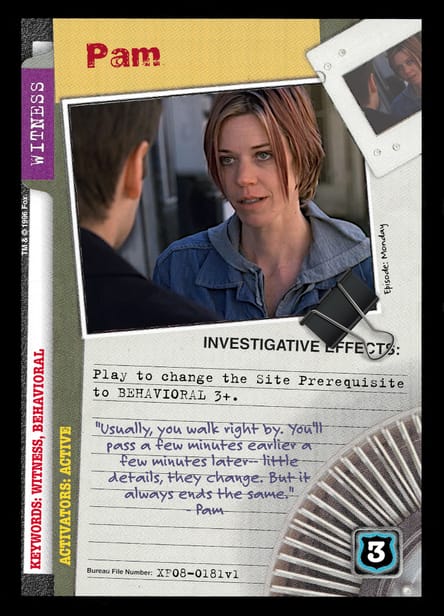 Pam
WITNESS
TM & © 1996 Fox
Episode: Monday
INVESTIGATIVE EFFECTS:
Play to change the Site Prerequisite
to BEHAVIORAL 3+.
"Usually, you walk right by. You'll
pass a few minutes earlier a
few minutes later- little
details, they change. But it
always ends the same."
- Pam
KEYWORDS: WITNESS, BEHAVIORAL
ACTIVATORS: ACTIVE
Bureau File Number: XF08-0181v1
3